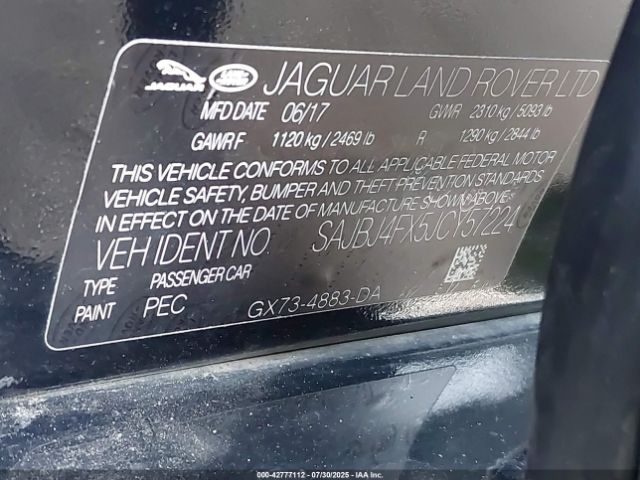 JAGUAR LAND ROVER JAGUAR LAND ROVER LTD
MFD DATE 06/17 GVWR 2310 kg / 5093 lb
GAWR F 1120 kg / 2469 lb R 1290 kg / 2844 lb
THIS VEHICLE CONFORMS TO ALL APPLICABLE FEDERAL MOTOR
VEHICLE SAFETY, BUMPER AND THEFT PREVENTION STANDARDS
IN EFFECT ON THE DATE OF MANUFACTURE SHOWN ABOVE.
VEH IDENT NO SAJBJ4FX5JCY57224
TYPE PASSENGER CAR
PAINT PEC GX73-4883-DA
000-42777112 | 07/30/2025 | IAA, Inc.